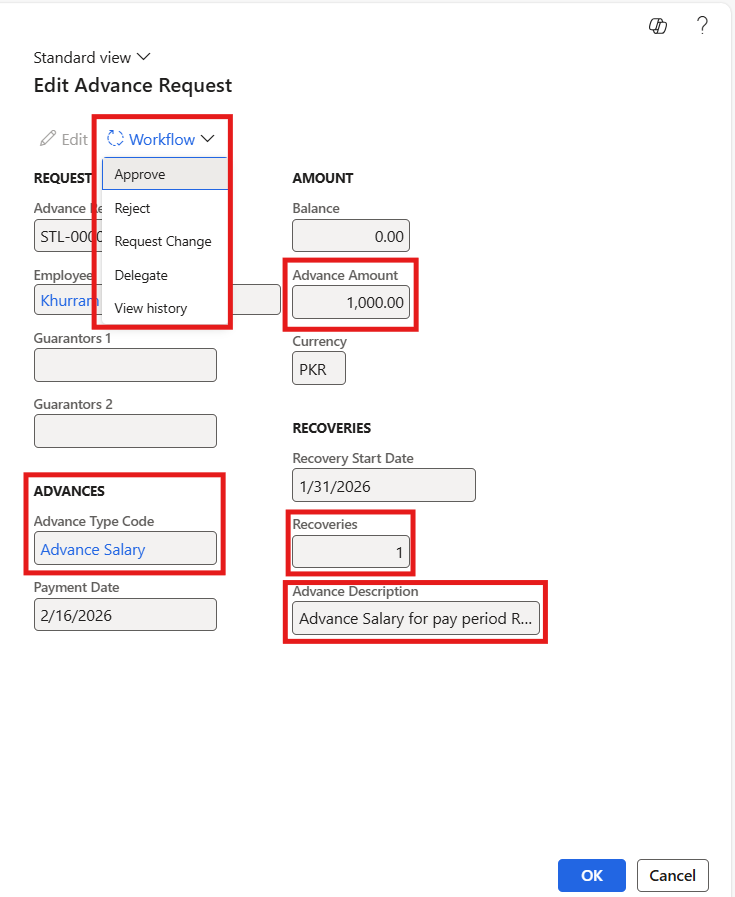 Standard view
Edit Advance Request
Edit
Workflow
Approve
Reject
Request Change
Delegate
View history
REQUEST
Advance
STL-0000
Employee
Khurram
Guarantors 1
Guarantors 2
ADVANCES
Advance Type Code
Advance Salary
Payment Date
2/16/2026
AMOUNT
Balance
0.00
Advance Amount
1,000.00
Currency
PKR
RECOVERIES
Recovery Start Date
1/31/2026
Recoveries
1
Advance Description
Advance Salary for pay period R...
OK
Cancel